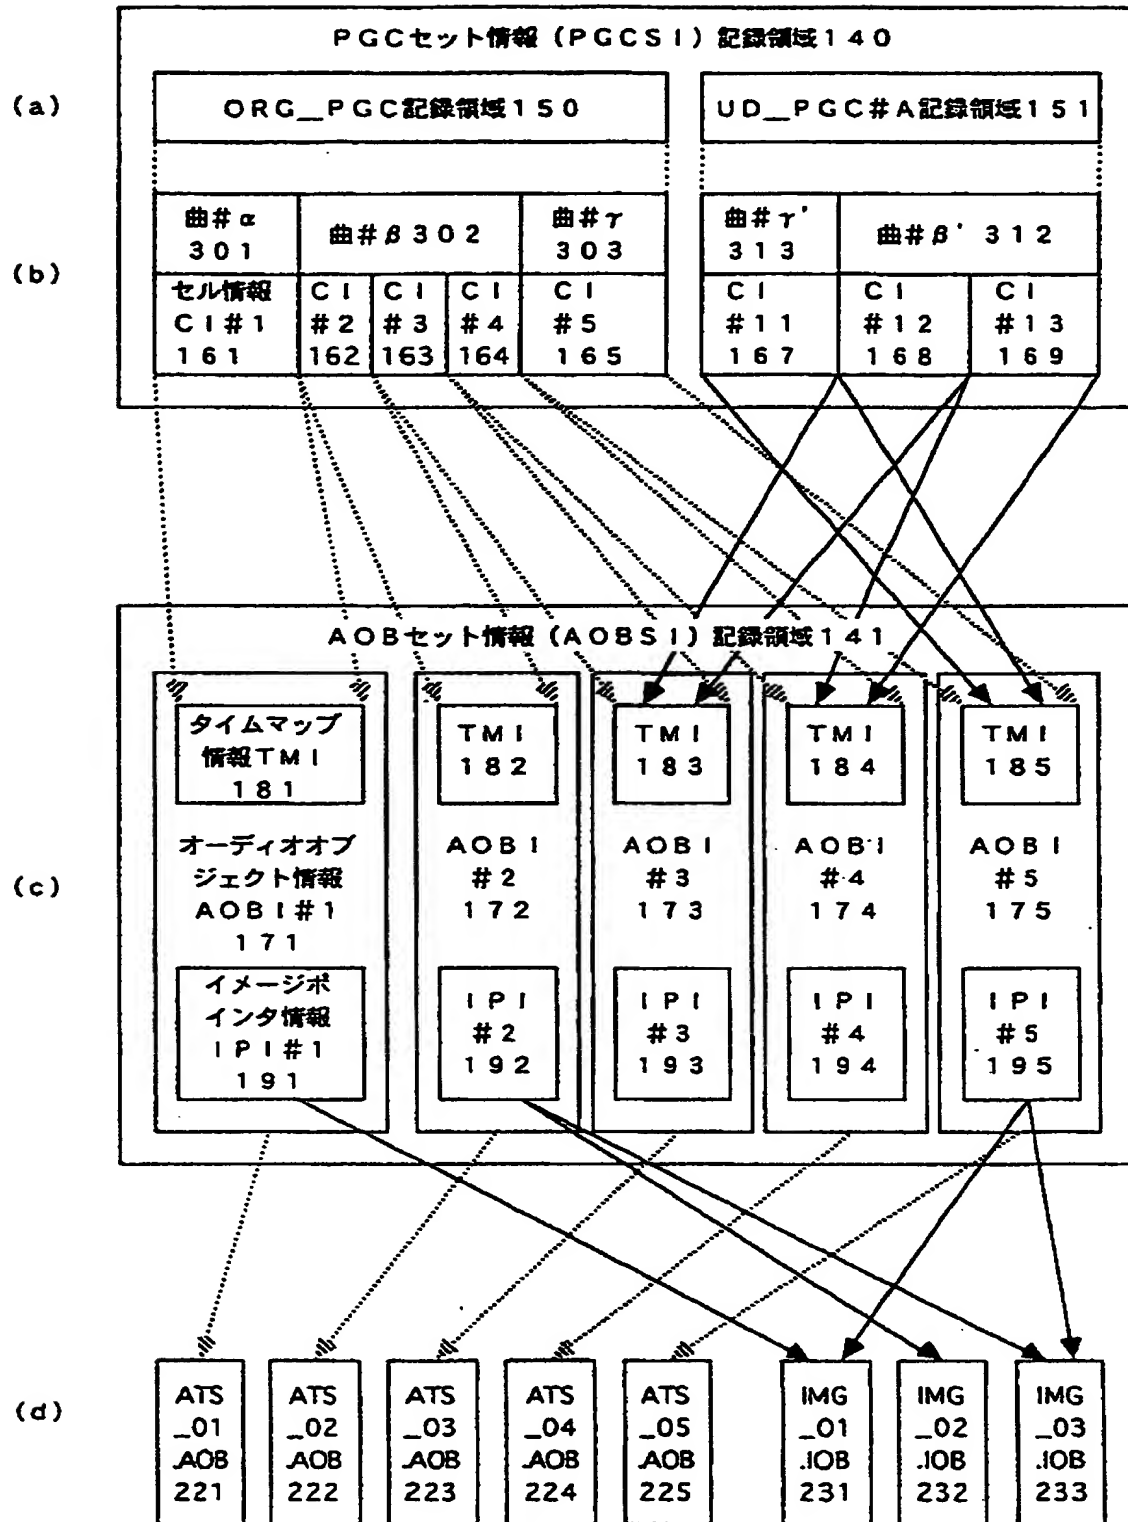 PGCセット情報(PGCSI)記録領域140
(a)
ORG__PGC記録領域150
UD__PGC#A記録領域151
(b)
曲#α
301
曲#β302
曲#γ
303
曲#γ'
313
曲#β' 312
セル情報
CI#1
161
CI
#2
162
CI
#3
163
CI
#4
164
CI
#5
165
CI
#11
167
CI
#12
168
CI
#13
169
AOBセット情報(AOBSI)記録領域141
(c)
タイムマップ
情報TMI
181
TMI
182
TMI
183
TMI
184
TMI
185
オーディオオブ
ジェクト情報
AOBI#1
171
AOBI
#2
172
AOBI
#3
173
AOBI
#4
174
AOBI
#5
175
イメージポ
インタ情報
IPI#1
191
IPI
#2
192
IPI
#3
193
IPI
#4
194
IPI
#5
195
(d)
ATS
_01
.AOB
221
ATS
_02
.AOB
222
ATS
_03
.AOB
223
ATS
_04
.AOB
224
ATS
_05
.AOB
225
IMG
_01
.IOB
231
IMG
_02
.IOB
232
IMG
_03
.IOB
233